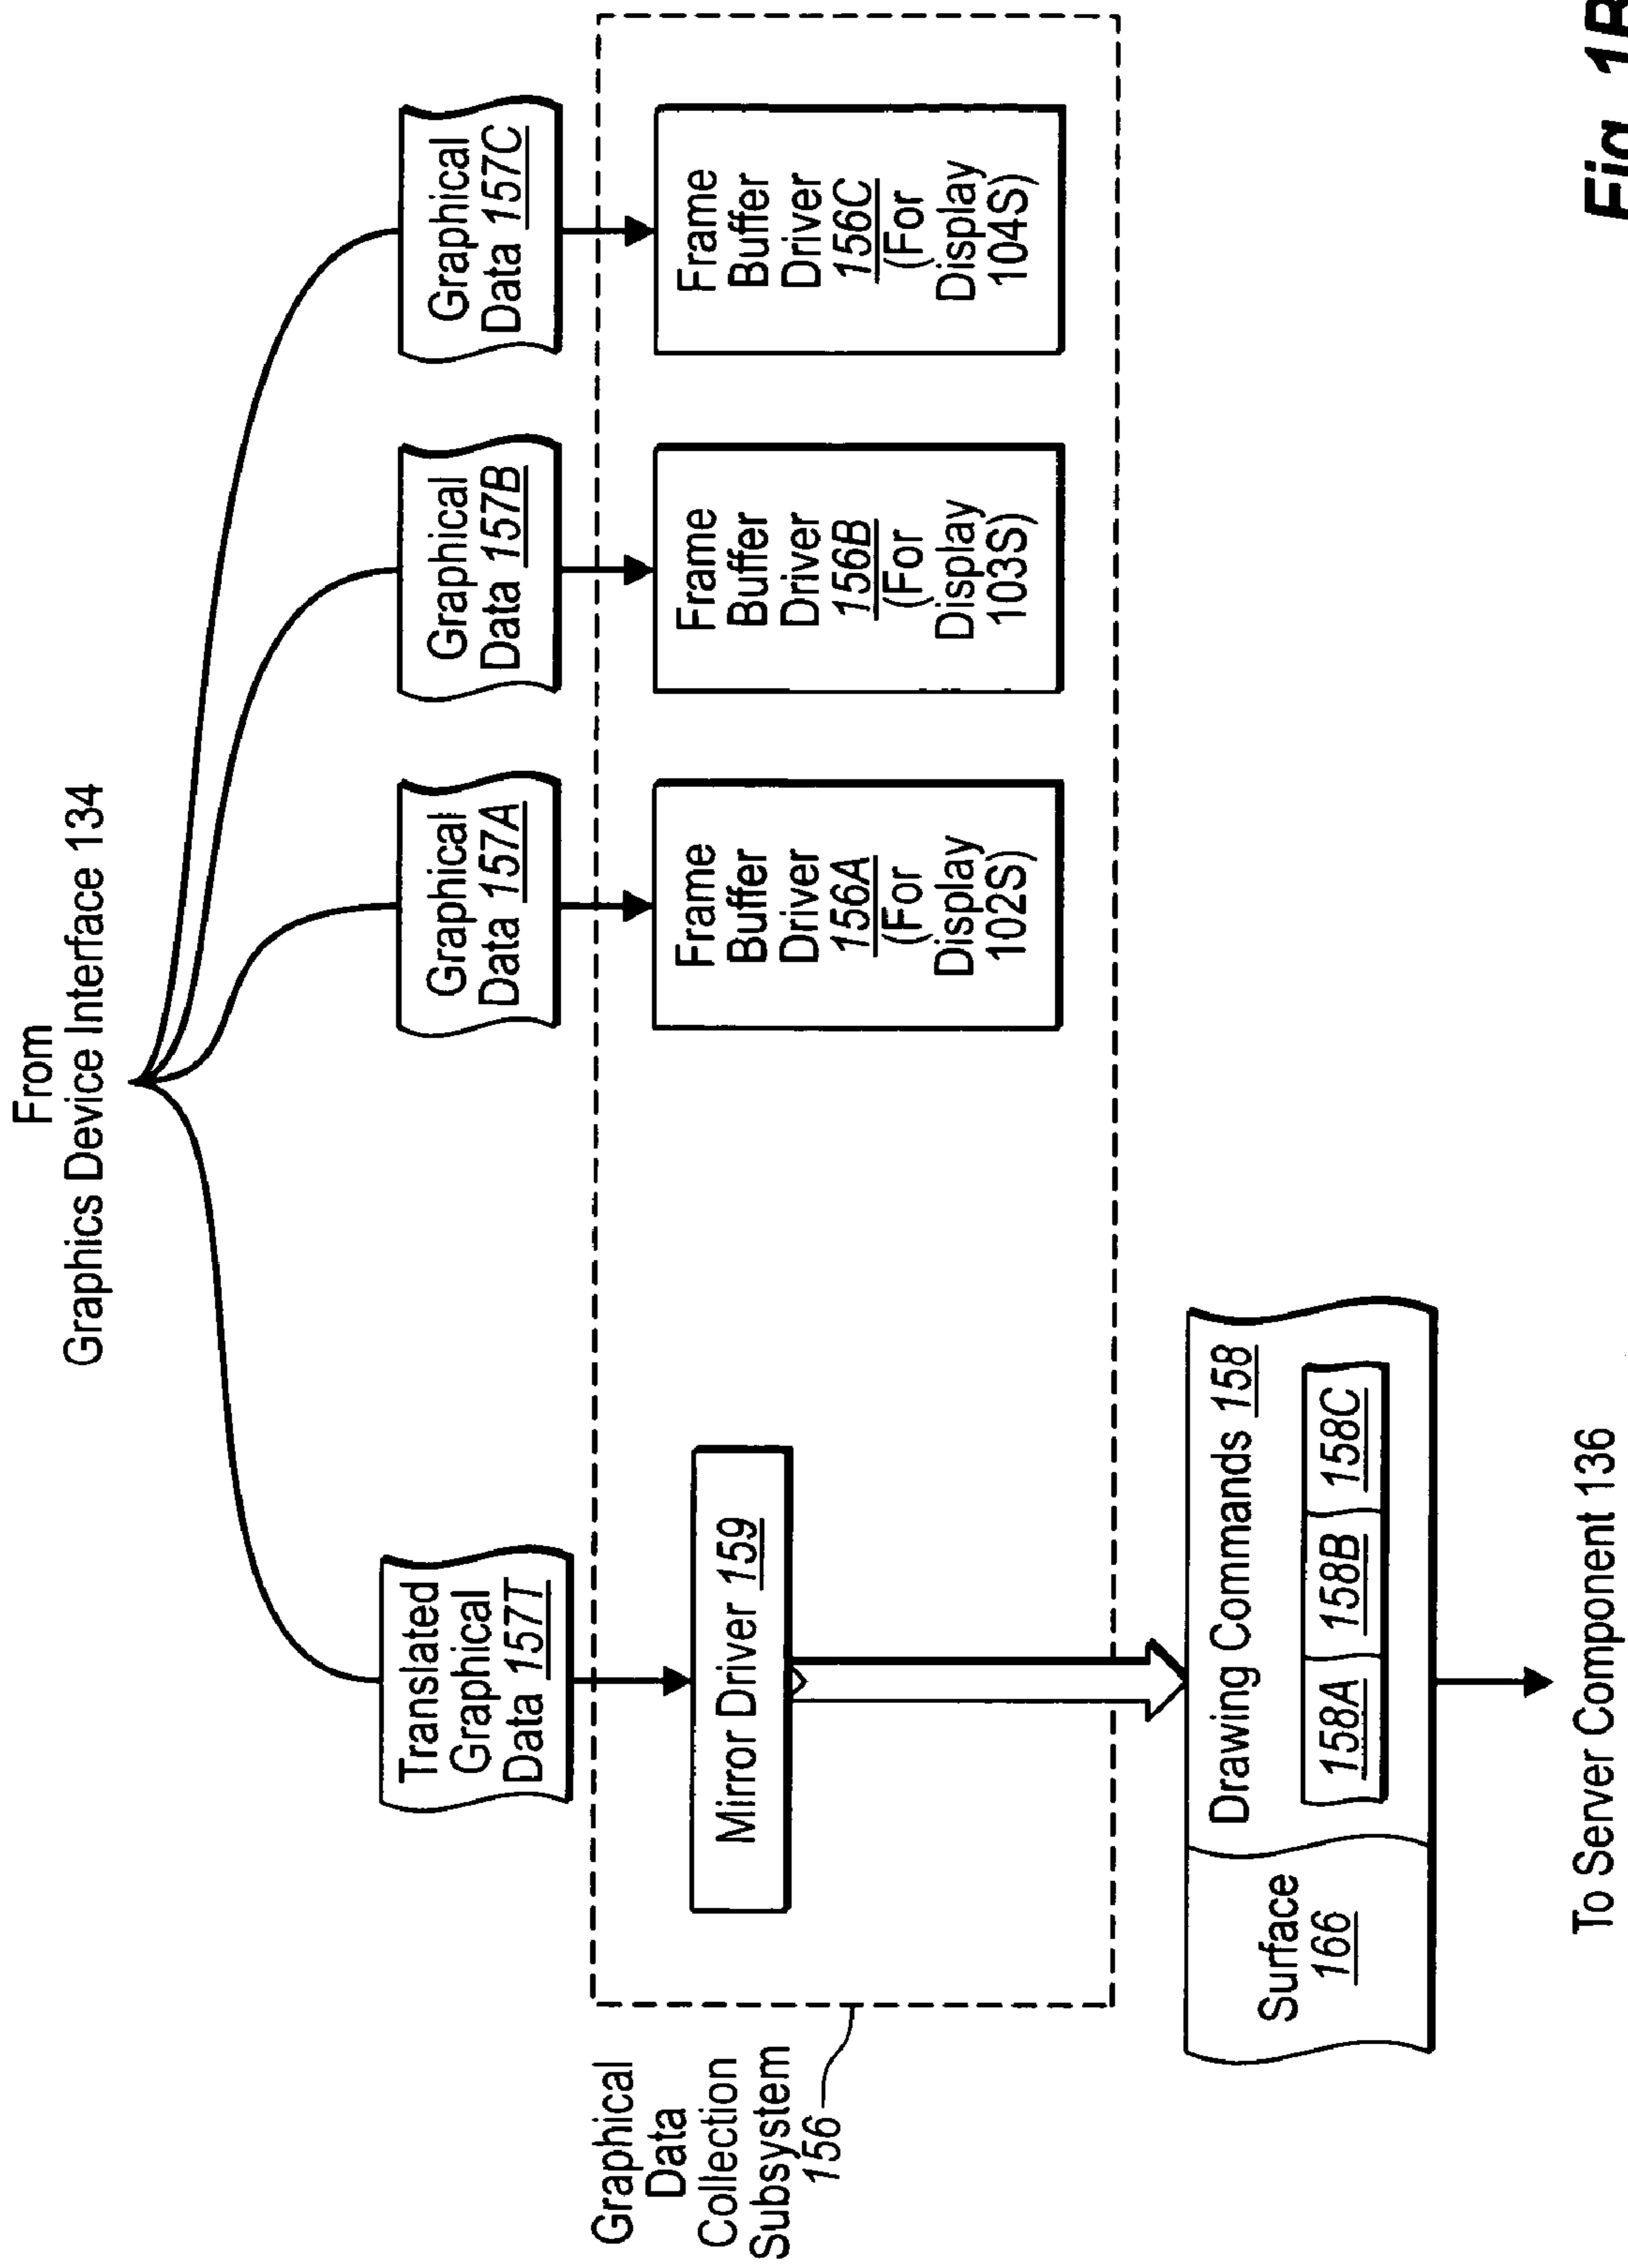 From
Graphics Device Interface 134
Translated
Graphical
Data 157T
Graphical
Data 157A
Graphical
Data 157B
Graphical
Data 157C
Graphical
Data
Collection
Subsystem
156
Mirror Driver 159
Frame
Buffer
Driver
156A
(For
Display
102S)
Frame
Buffer
Driver
156B
(For
Display
103S)
Frame
Buffer
Driver
156C
(For
Display
104S)
Surface
166
Drawing Commands 158
158A 158B 158C
To Server Component 136
Fig. 1B